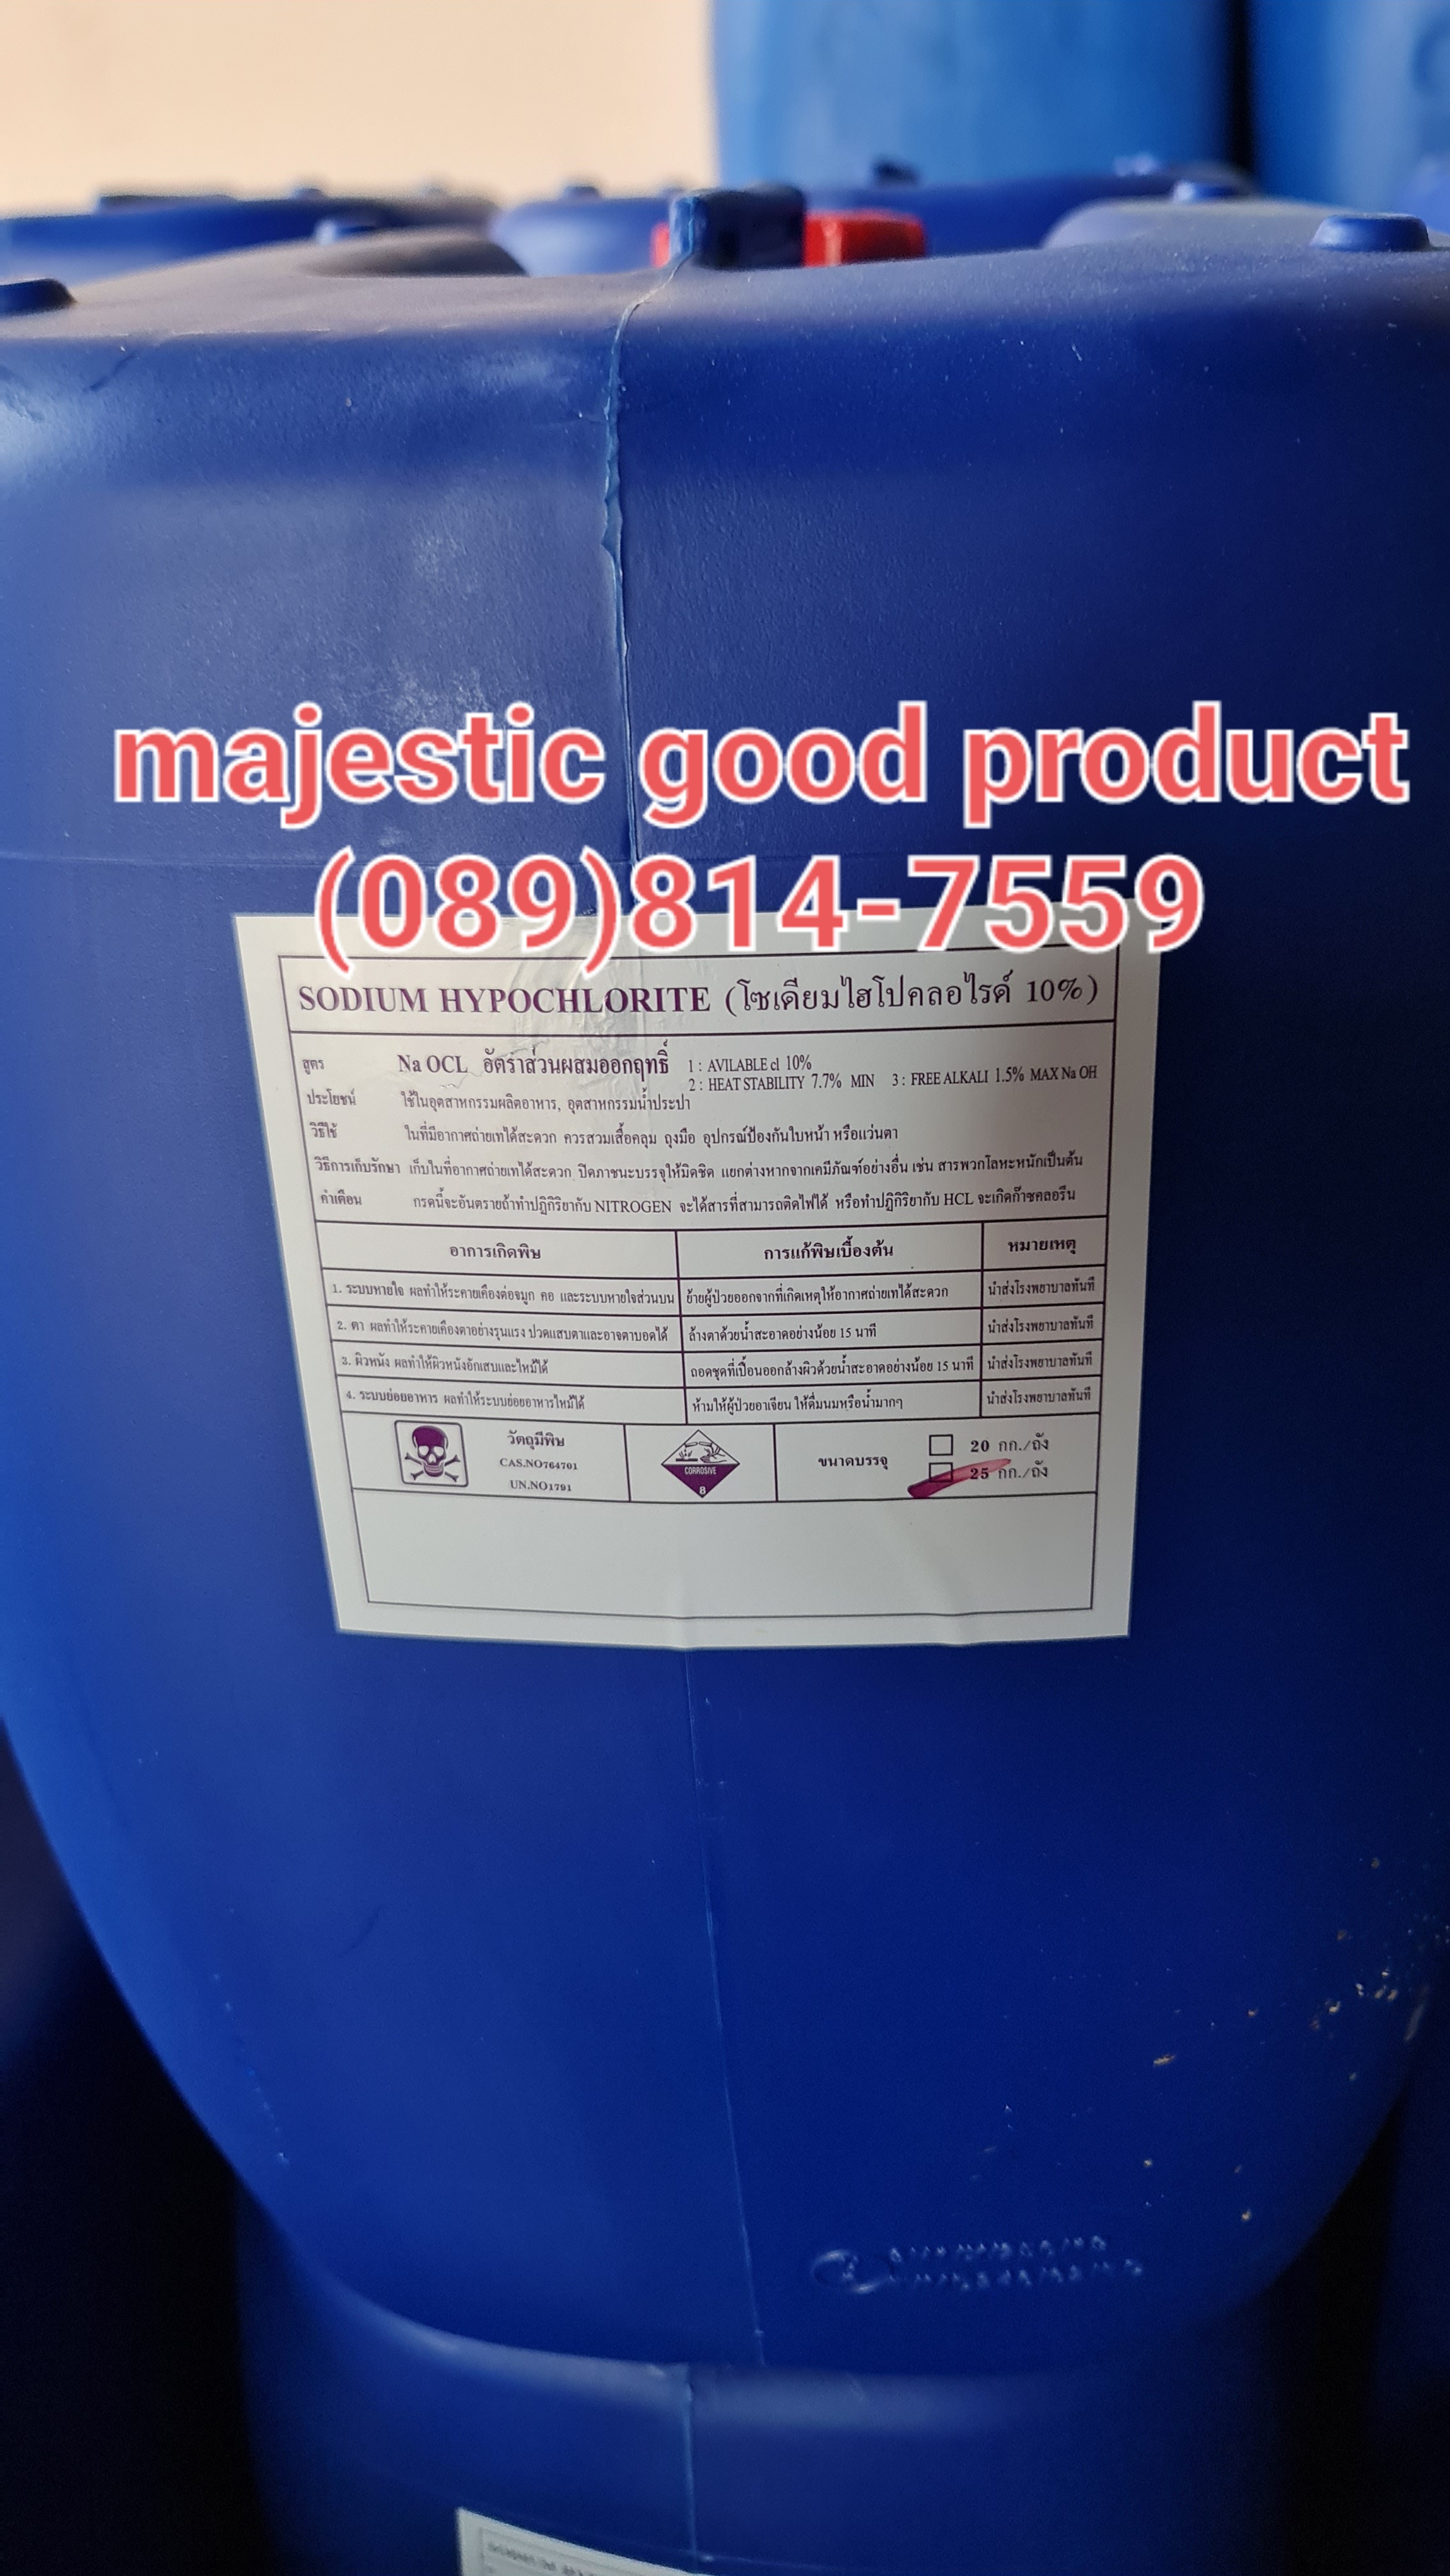 majestic good product
(089)814-7559
SODIUM HYPOCHLORITE (โซเดียมไฮโปคลอไรด์ 10%)
สูตร Na OCL อัตราส่วนผสมออกฤทธิ์ 1 : AVILABLE cl 10%
2 : HEAT STABILITY 7.7% MIN 3 : FREE ALKALI 1.5% MAX Na OH
ประโยชน์ ใช้ในอุตสาหกรรมผลิตอาหาร, อุตสาหกรรมน้ำประปา
วิธีใช้ ในที่มีอากาศถ่ายเทได้สะดวก ควรสวมเสื้อคลุม ถุงมือ อุปกรณ์ป้องกันใบหน้า หรือแว่นตา
วิธีการเก็บรักษา เก็บในที่อากาศถ่ายเทได้สะดวก ปิดภาชนะบรรจุให้มิดชิด แยกต่างหากจากเคมีภัณฑ์อย่างอื่น เช่น สารพวกโลหะหนักเป็นต้น
คำเตือน กรดนี้จะอันตรายถ้าทำปฏิกิริยากับ NITROGEN จะได้สารที่สามารถติดไฟได้ หรือทำปฏิกิริยากับ HCL จะเกิดก๊าซคลอรีน
อาการเกิดพิษ การแก้พิษเบื้องต้น หมายเหตุ
1. ระบบหายใจ ผลทำให้ระคายเคืองต่อจมูก คอ และระบบหายใจส่วนบน ย้ายผู้ป่วยออกจากที่เกิดเหตุให้อากาศถ่ายเทได้สะดวก นำส่งโรงพยาบาลทันที
2. ตา ผลทำให้ระคายเคืองตาอย่างรุนแรง ปวดแสบตาและอาจตาบอดได้ ล้างตาด้วยน้ำสะอาดอย่างน้อย 15 นาที นำส่งโรงพยาบาลทันที
3. ผิวหนัง ผลทำให้ผิวหนังอักเสบและไหม้ได้ ถอดชุดที่เปื้อนออกล้างผิวด้วยน้ำสะอาดอย่างน้อย 15 นาที นำส่งโรงพยาบาลทันที
4. ระบบย่อยอาหาร ผลทำให้ระบบย่อยอาหารไหม้ได้ ห้ามให้ผู้ป่วยอาเจียน ให้ดื่มนมหรือน้ำมากๆ นำส่งโรงพยาบาลทันที
วัตถุมีพิษ
CAS.NO764701
UN.NO1791
CORROSIVE
8
ขนาดบรรจุ
20 กก./ถัง
25 กก./ถัง